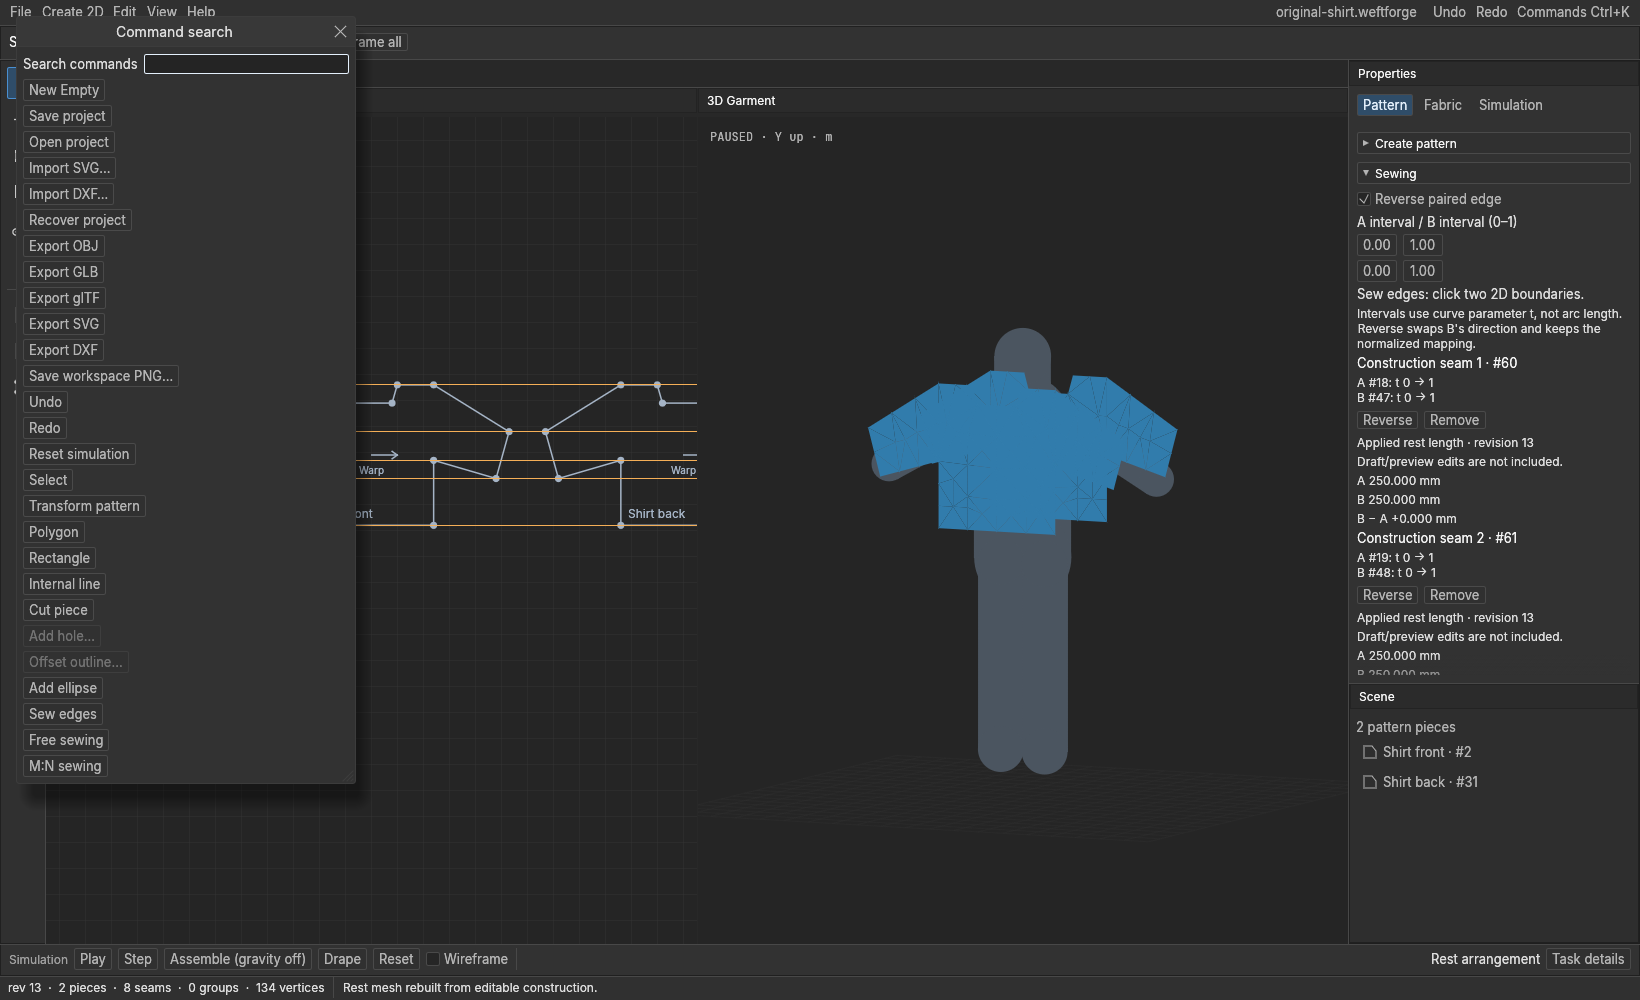 File Create 2D Edit View Help
original-shirt.weftforge Undo Redo Commands Ctrl+K
Command search
rame all
Search commands
New Empty
Save project
Open project
Import SVG...
Import DXF...
Recover project
Export OBJ
Export GLB
Export glTF
Export SVG
Export DXF
Save workspace PNG...
Undo
Redo
Reset simulation
Select
Transform pattern
Polygon
Rectangle
Internal line
Cut piece
Add hole...
Offset outline...
Add ellipse
Sew edges
Free sewing
M:N sewing
Warp
Warp
ont
Shirt back
3D Garment
PAUSED · Y up · m
Properties
Pattern Fabric Simulation
Create pattern
Sewing
Reverse paired edge
A interval / B interval (0–1)
0.00 1.00
0.00 1.00
Sew edges: click two 2D boundaries.
Intervals use curve parameter t, not arc length.
Reverse swaps B's direction and keeps the
normalized mapping.
Construction seam 1 · #60
A #18: t 0 → 1
B #47: t 0 → 1
Reverse Remove
Applied rest length · revision 13
Draft/preview edits are not included.
A 250.000 mm
B 250.000 mm
B − A +0.000 mm
Construction seam 2 · #61
A #19: t 0 → 1
B #48: t 0 → 1
Reverse Remove
Applied rest length · revision 13
Draft/preview edits are not included.
A 250.000 mm
B 250.000 mm
Scene
2 pattern pieces
Shirt front · #2
Shirt back · #31
Simulation Play Step Assemble (gravity off) Drape Reset Wireframe
Rest arrangement Task details
rev 13 · 2 pieces · 8 seams · 0 groups · 134 vertices Rest mesh rebuilt from editable construction.